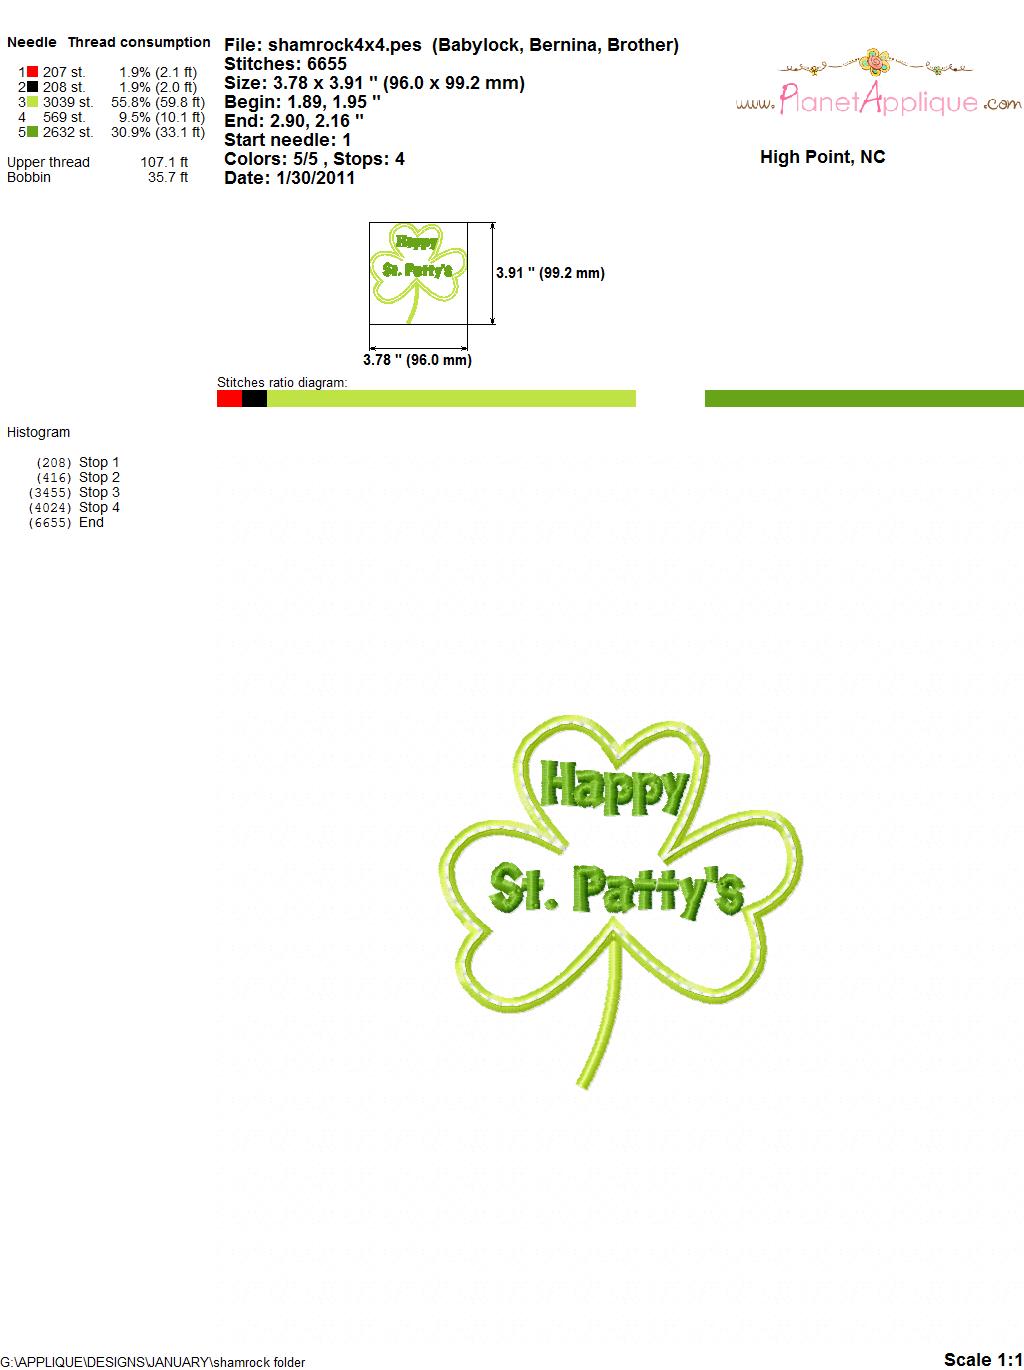 Needle Thread consumption
1 207 st. 1.9% (2.1 ft)
2 208 st. 1.9% (2.0 ft)
3 3039 st. 55.8% (59.8 ft)
4 569 st. 9.5% (10.1 ft)
5 2632 st. 30.9% (33.1 ft)
Upper thread 107.1 ft
Bobbin 35.7 ft
File: shamrock4x4.pes (Babylock, Bernina, Brother)
Stitches: 6655
Size: 3.78 x 3.91 " (96.0 x 99.2 mm)
Begin: 1.89, 1.95 "
End: 2.90, 2.16 "
Start needle: 1
Colors: 5/5 , Stops: 4
Date: 1/30/2011
www.PlanetApplique.com
High Point, NC
Happy
St. Patty's
3.91 " (99.2 mm)
3.78 " (96.0 mm)
Stitches ratio diagram:
Histogram
(208) Stop 1
(416) Stop 2
(3455) Stop 3
(4024) Stop 4
(6655) End
Happy
St. Patty's
G:\APPLIQUE\DESIGNS\JANUARY\shamrock folder
Scale 1:1